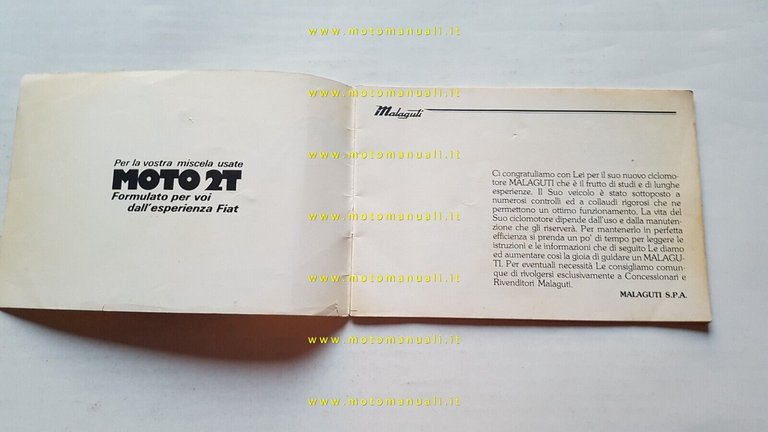 www.motomanuali.it
www.motomanuali.it
Per la vostra miscela usate
MOTO 2T
Formulato per voi
dall'esperienza Fiat
Malaguti
Ci congratuliamo con Lei per il suo nuovo ciclomo-
tore MALAGUTI che è il frutto di studi e di lunghe
esperienze. Il Suo veicolo è stato sottoposto a
numerosi controlli ed a collaudi rigorosi che ne
permettono un ottimo funzionamento. La vita del
Suo ciclomotore dipende dall'uso e dalla manuten-
zione che gli riserverà. Per mantenerlo in perfetta
efficienza si prenda un po' di tempo per leggere le
istruzioni e le informazioni che di seguito Le diamo
ed aumentare così la gioia di guidare un MALAGU-
TI. Per eventuali necessità Le consigliamo comun-
que di rivolgersi esclusivamente a Concessionari e
Rivenditori Malaguti.
MALAGUTI S.P.A.
www.motomanuali.it
www.motomanuali.it
www.motomanuali.it
www.motomanuali.it